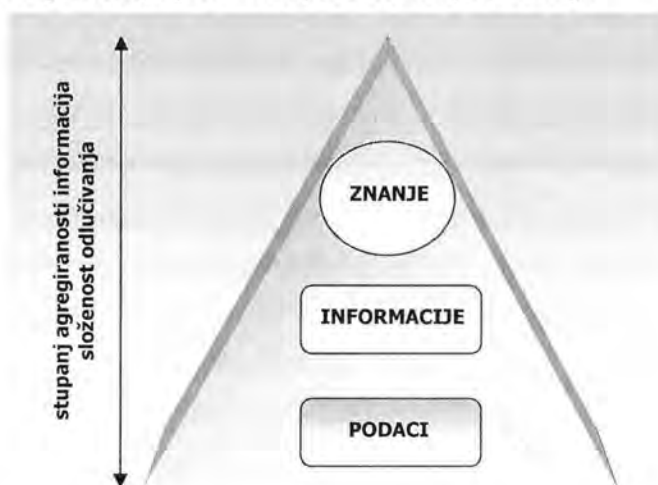 stupanj agregiranosti informacija
složenost odlučivanja
ZNANJE
INFORMACIJE
PODACI